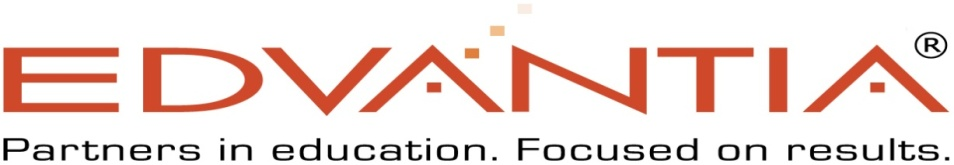 EDVANTIA®
Partners in education. Focused on results.